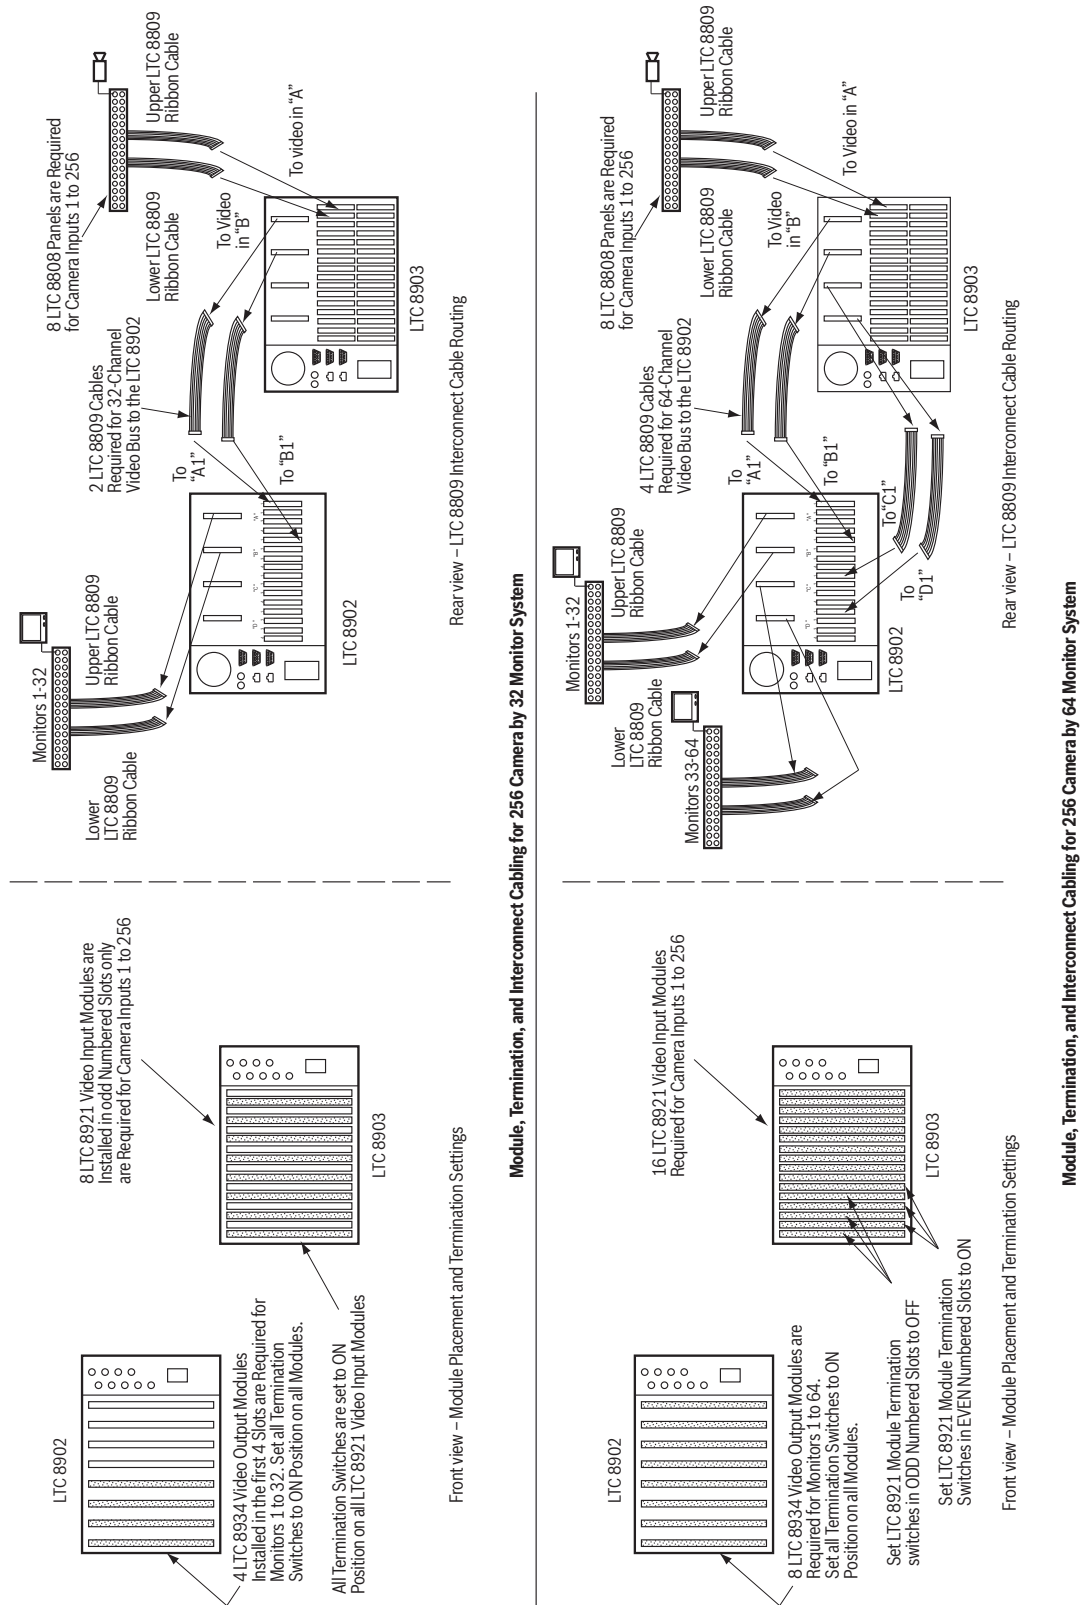 LTC 8902
4 LTC 8934 Video Output Modules
Installed in the first 4 Slots are Required for
Monitors 1 to 32. Set all Termination
Switches to ON Position on all Modules.
8 LTC 8921 Video Input Modules are
Installed in odd Numbered Slots only
are Required for Camera Inputs 1 to 256
LTC 8903
All Termination Switches are set to ON
Position on all LTC 8921 Video Input Modules
Front view – Module Placement and Termination Settings
Monitors 1-32
Upper LTC 8809
Ribbon Cable
Lower
LTC 8809
Ribbon Cable
LTC 8902
"A"
"B"
"C"
"D"
2 LTC 8809 Cables
Required for 32-Channel
Video Bus to the LTC 8902
To
"A1"
To "B1"
8 LTC 8808 Panels are Required
for Camera Inputs 1 to 256
Upper LTC 8809
Ribbon Cable
Lower LTC 8809
Ribbon Cable
To video in "A"
To Video
in "B"
LTC 8903
Rear view – LTC 8809 Interconnect Cable Routing
Module, Termination, and Interconnect Cabling for 256 Camera by 32 Monitor System
LTC 8902
8 LTC 8934 Video Output Modules are
Required for Monitors 1 to 64.
Set all Termination Switches to ON
Position on all Modules.
16 LTC 8921 Video Input Modules
Required for Camera Inputs 1 to 256
LTC 8903
Set LTC 8921 Module Termination
switches in ODD Numbered Slots to OFF
Set LTC 8921 Module Termination
Switches in EVEN Numbered Slots to ON
Front view – Module Placement and Termination Settings
Monitors 1-32
Upper LTC 8809
Ribbon Cable
Lower
LTC 8809
Ribbon Cable
Monitors 33-64
LTC 8902
"A"
"B"
"C"
"D"
4 LTC 8809 Cables
Required for 64-Channel
Video Bus to the LTC 8902
To
"A1"
To "B1"
To "C1"
To
"D1"
8 LTC 8808 Panels are Required
for Camera Inputs 1 to 256
Upper LTC 8809
Ribbon Cable
Lower LTC 8809
Ribbon Cable
To Video in "A"
To Video
in "B"
LTC 8903
Rear view – LTC 8809 Interconnect Cable Routing
Module, Termination, and Interconnect Cabling for 256 Camera by 64 Monitor System